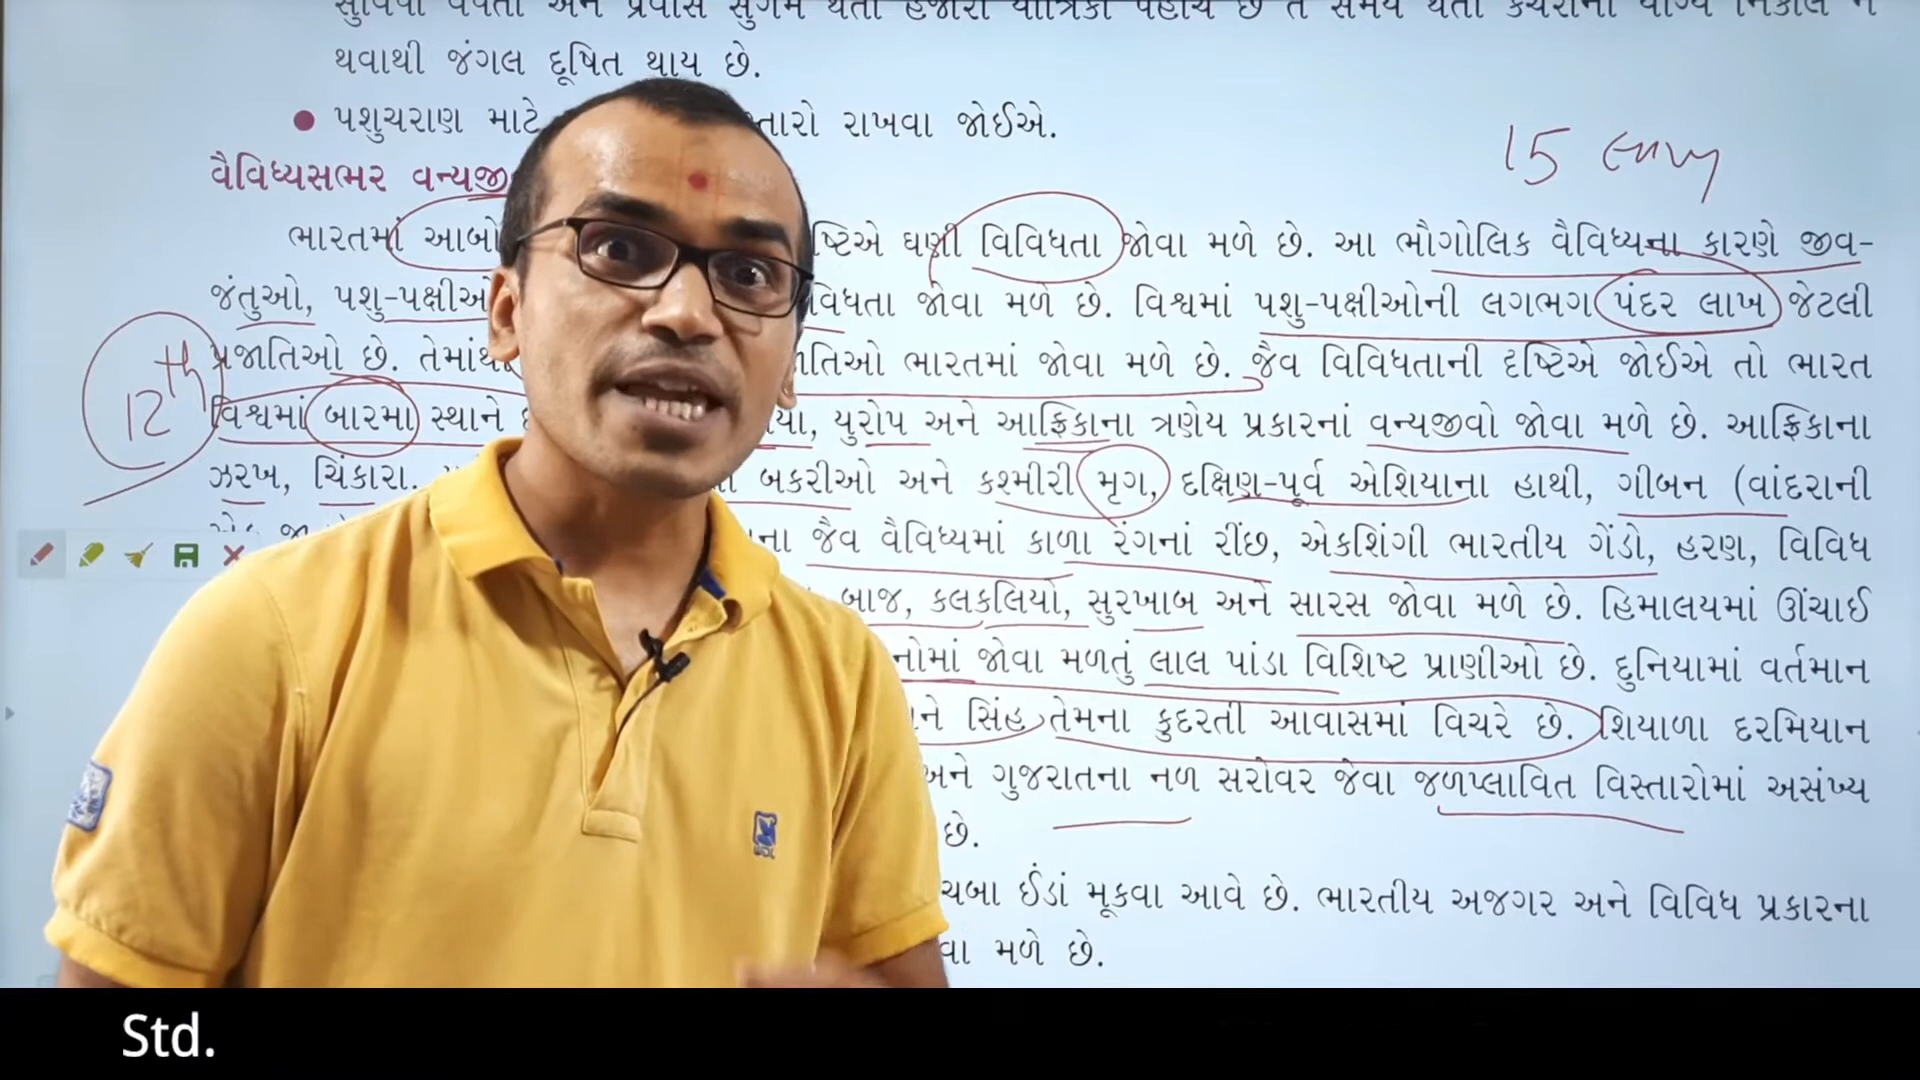 થવાથી જંગલ દૂષિત થાય છે.
● પશુચરાણ માટે તારો રાખવા જોઈએ.
15 લાખ
વૈવિધ્યસભર
ભારતમાં ઘણી વિવિધતા જોવા મળે છે. આ ભૌગોલિક વૈવિધ્યના કારણે જીવ-
જંતુઓ, પશુ-પક્ષીઓ જોવા મળે છે. વિશ્વમાં પશુ-પક્ષીઓની લગભગ પંદર લાખ જેટલી
12th
પ્રજાતિઓ છે. ભારતમાં જોવા મળે છે. જૈવ વિવિધતાની દૃષ્ટિએ જોઈએ તો ભારત
વિશ્વમાં બારમા સ્થાને યુરોપ અને આફ્રિકાના ત્રણેય પ્રકારનાં વન્યજીવો જોવા મળે છે. આફ્રિકાના
ઝરખ, ચિંકારા. બકરીઓ અને કશ્મીરી મૃગ, દક્ષિણ-પૂર્વ એશિયાના હાથી, ગીબન (વાંદરાની
ના જૈવ વૈવિધ્યમાં કાળા રંગનાં રીંછ, એકશિંગી ભારતીય ગેંડો, હરણ, વિવિધ
બાજ, કલકલિયો, સુરખાબ અને સારસ જોવા મળે છે. હિમાલયમાં ઊંચાઈ
નોમાં જોવા મળતું લાલ પાંડા વિશિષ્ટ પ્રાણીઓ છે. દુનિયામાં વર્તમાન
ને સિંહ તેમના કુદરતી આવાસમાં વિચરે છે. શિયાળા દરમિયાન
અને ગુજરાતના નળ સરોવર જેવા જળપ્લાવિત વિસ્તારોમાં અસંખ્ય
છે.
ચબા ઈંડાં મૂકવા આવે છે. ભારતીય અજગર અને વિવિધ પ્રકારના
વા મળે છે.
Std.